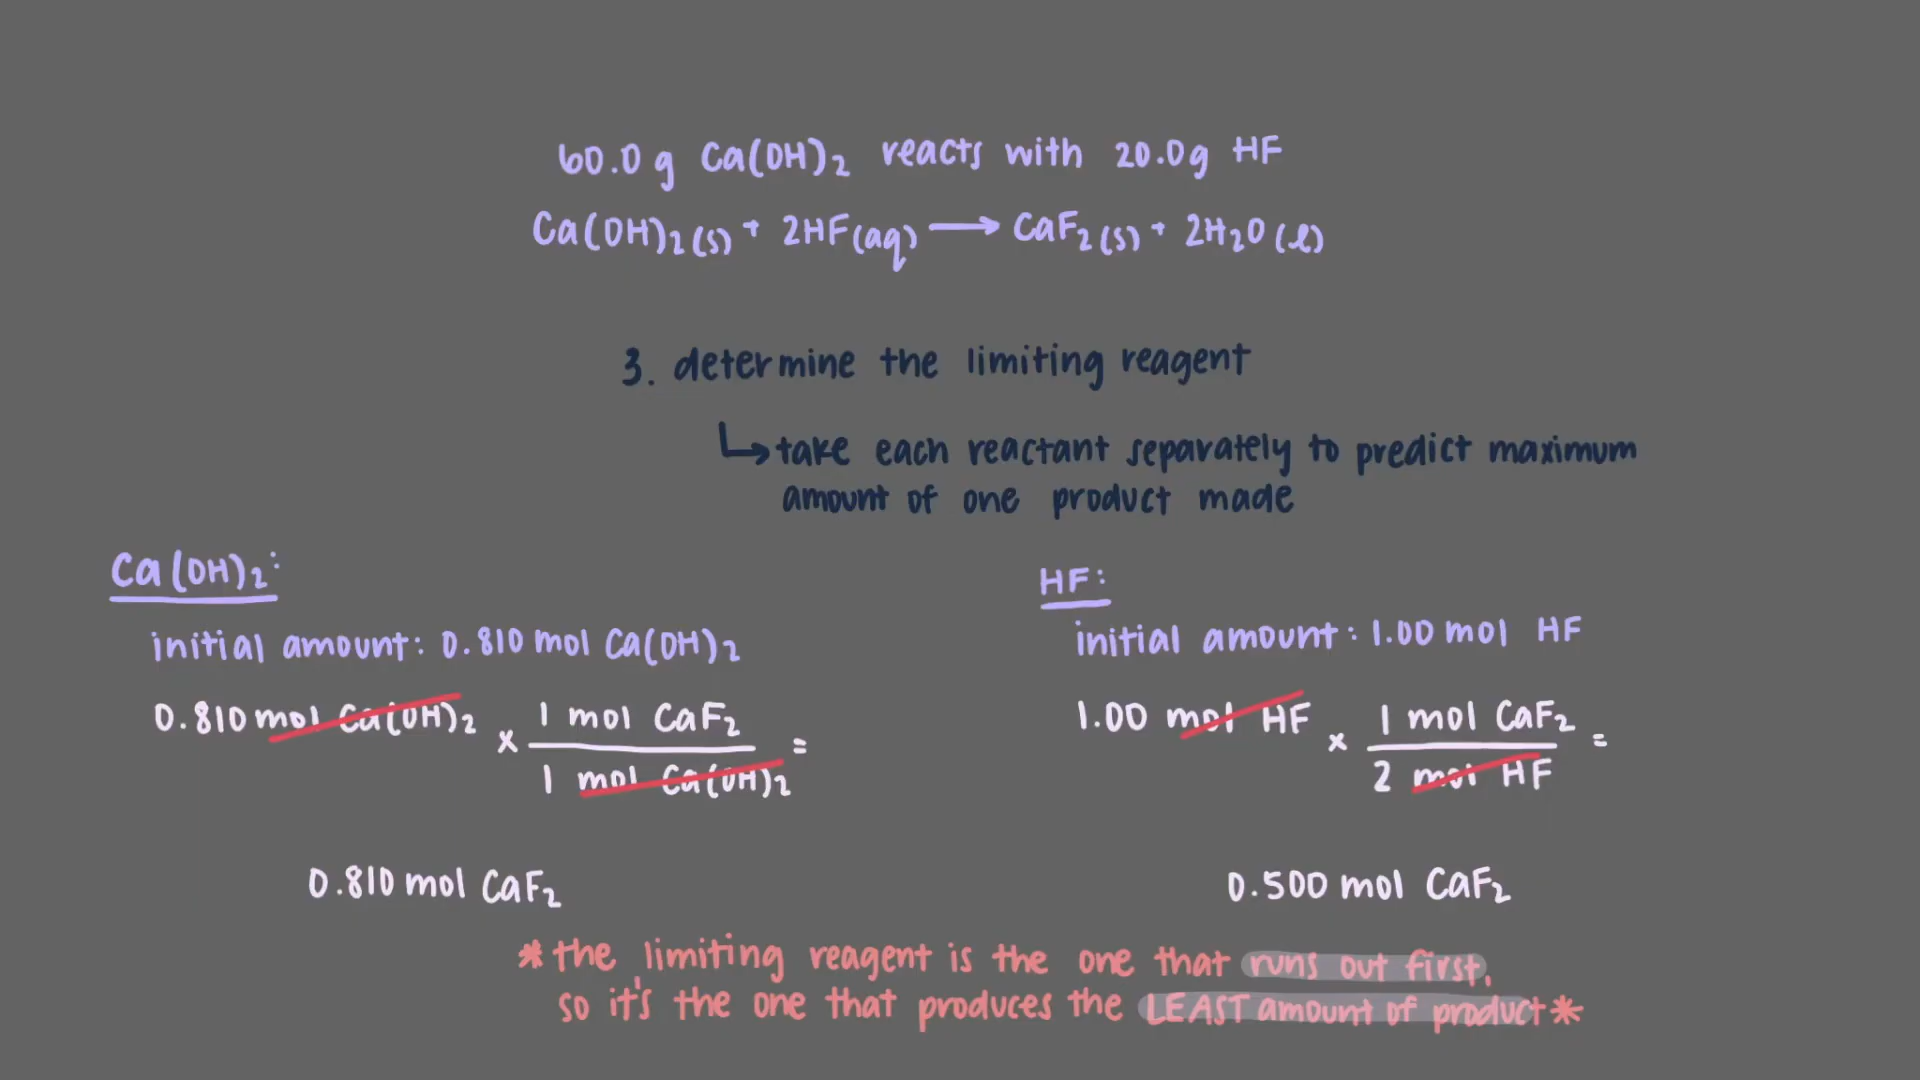 60.0 g Ca(OH)₂ reacts with 20.0g HF
Ca(OH)₂(s) + 2HF(aq) ⟶ CaF₂(s) + 2H₂O(l)
3. determine the limiting reagent
↳ take each reactant separately to predict maximum
amount of one product made
Ca(OH)₂:
initial amount: 0.810 mol Ca(OH)₂
0.810 mol Ca(OH)₂ x 1 mol CaF₂ =
1 mol Ca(OH)₂
0.810 mol CaF₂
HF:
initial amount: 1.00 mol HF
1.00 mol HF x 1 mol CaF₂ =
2 mol HF
0.500 mol CaF₂
*the limiting reagent is the one that runs out first,
so it's the one that produces the LEAST amount of product*